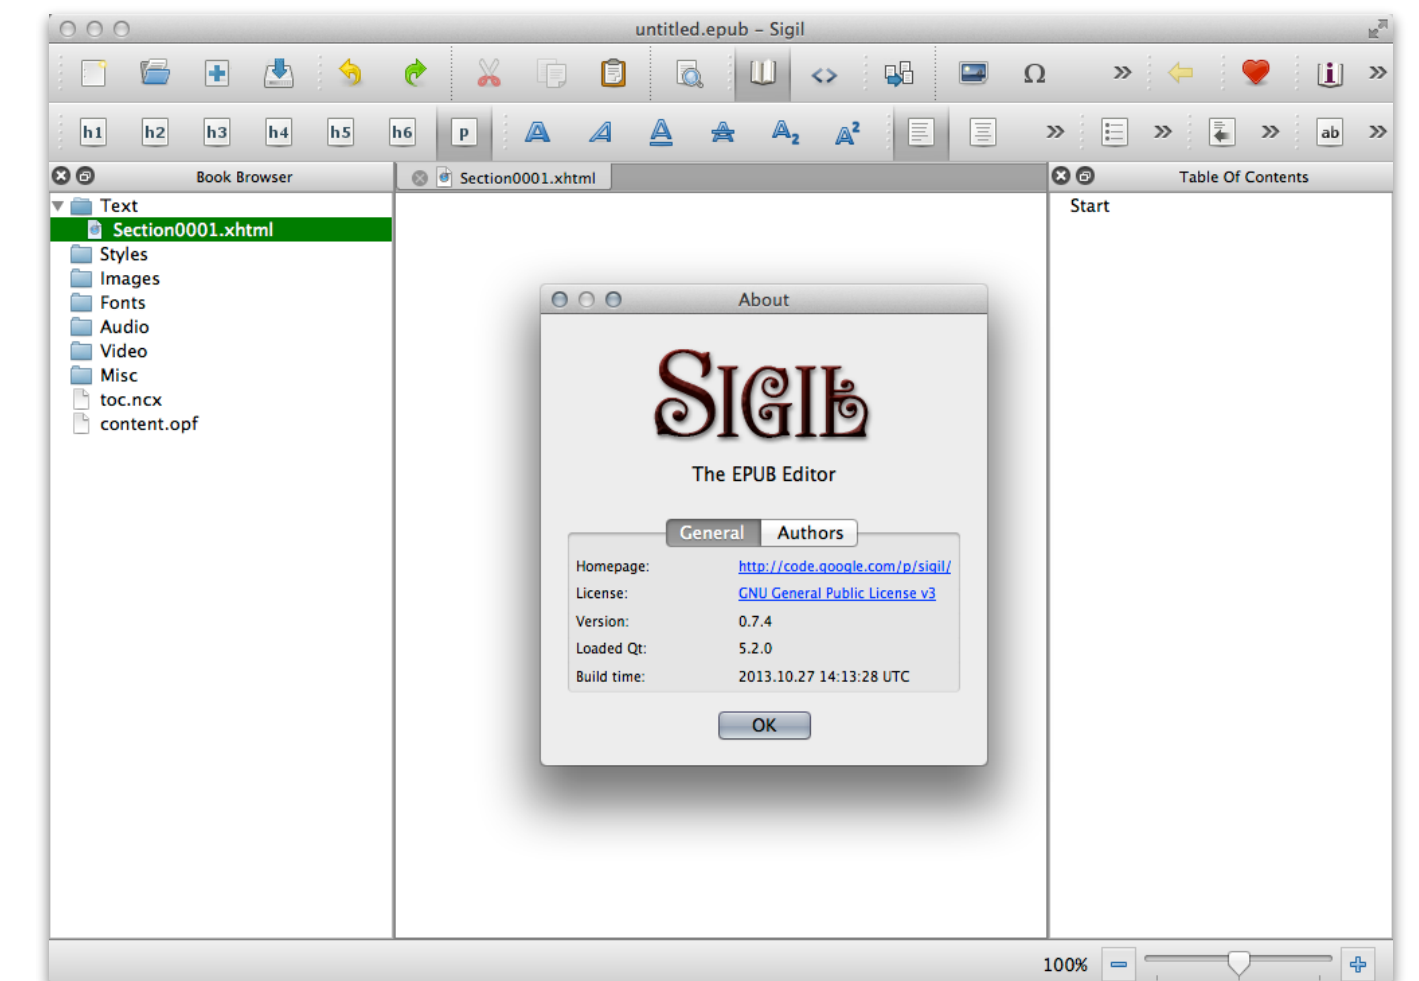 untitled.epub – Sigil
Ω
h1 h2 h3 h4 h5 h6 p A A A A A₂ A² ab
Book Browser
Section0001.xhtml
Table Of Contents
Text
Section0001.xhtml
Styles
Images
Fonts
Audio
Video
Misc
toc.ncx
content.opf
Start
About
SIGIL
The EPUB Editor
General Authors
Homepage: http://code.google.com/p/sigil/
License: GNU General Public License v3
Version: 0.7.4
Loaded Qt: 5.2.0
Build time: 2013.10.27 14:13:28 UTC
OK
100%